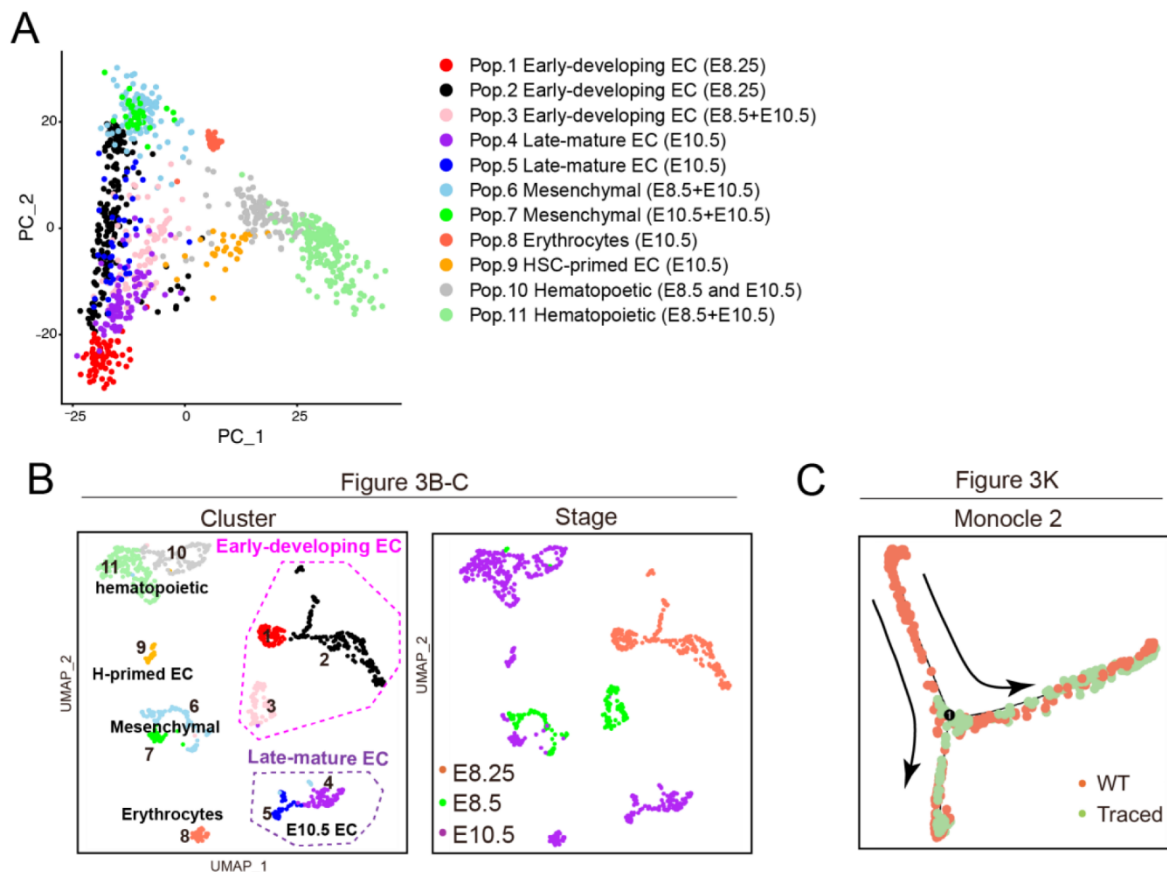 A
Pop.1 Early-developing EC (E8.25)
Pop.2 Early-developing EC (E8.25)
Pop.3 Early-developing EC (E8.5+E10.5)
Pop.4 Late-mature EC (E10.5)
Pop.5 Late-mature EC (E10.5)
Pop.6 Mesenchymal (E8.5+E10.5)
Pop.7 Mesenchymal (E10.5+E10.5)
Pop.8 Erythrocytes (E10.5)
Pop.9 HSC-primed EC (E10.5)
Pop.10 Hematopoetic (E8.5 and E10.5)
Pop.11 Hematopoietic (E8.5+E10.5)
PC_2
20
0
−20
−25 0 25
PC_1
B
Figure 3B-C
Cluster
Stage
Early-developing EC
10
11
hematopoietic
1
2
9
H-primed EC
3
6
Mesenchymal
7
Late-mature EC
4
5
E10.5 EC
Erythrocytes
8
UMAP_2
UMAP_1
UMAP_2
E8.25
E8.5
E10.5
C
Figure 3K
Monocle 2
1
WT
Traced